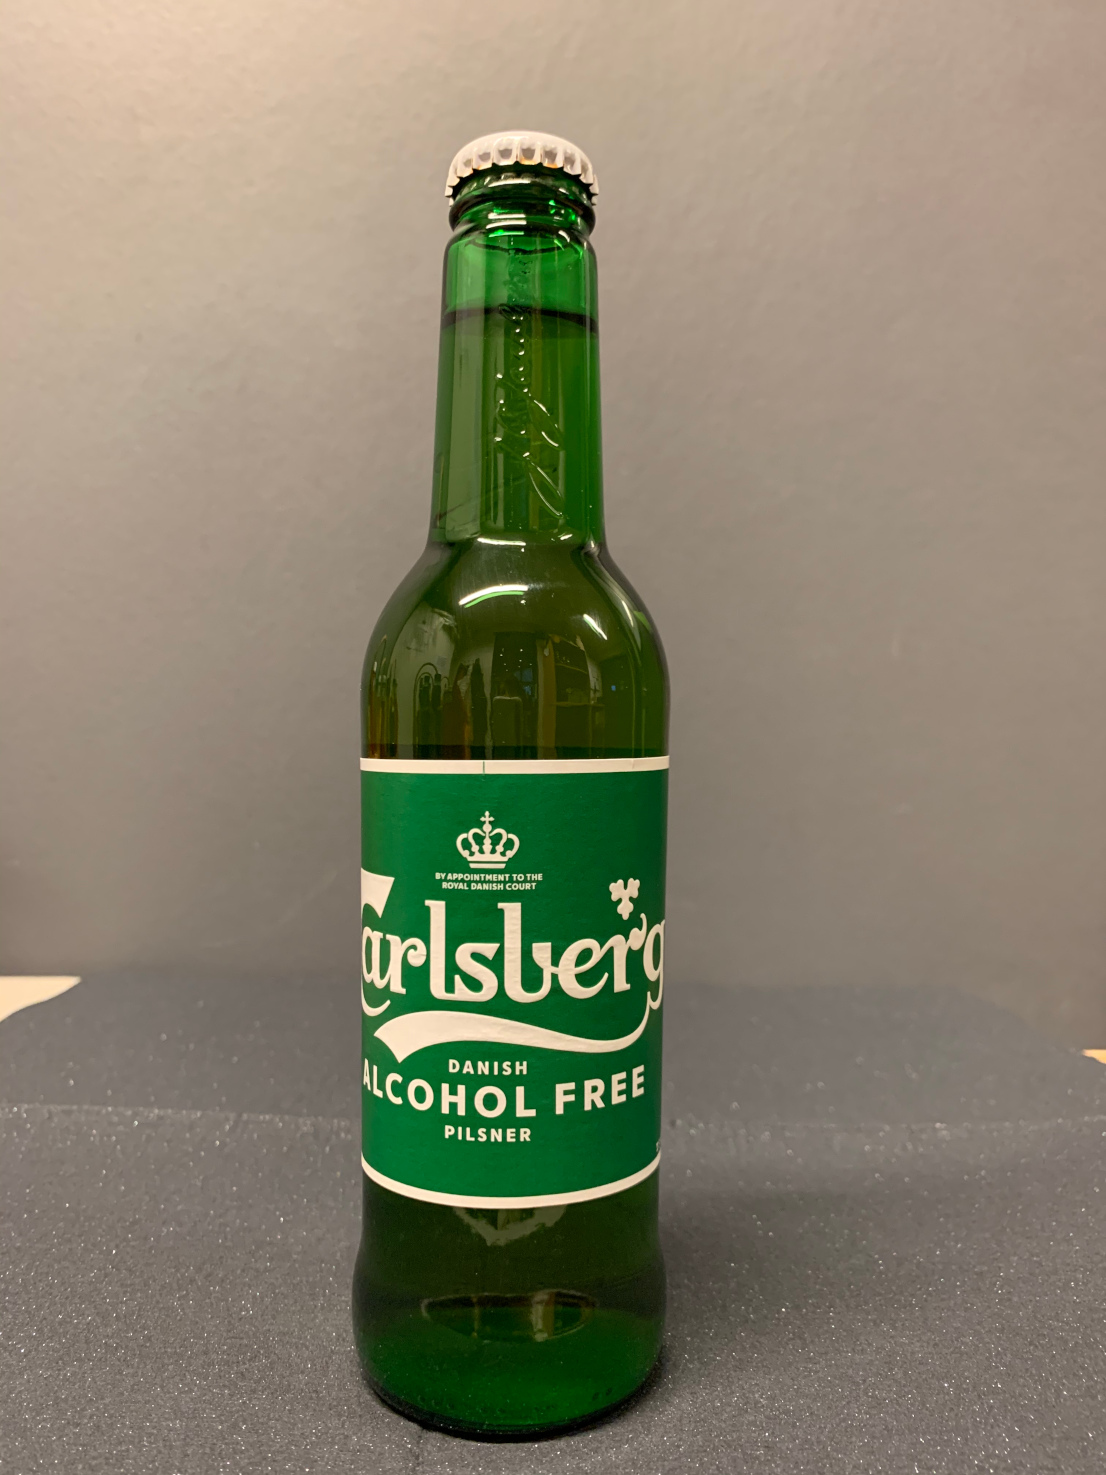 BY APPOINTMENT TO THE
ROYAL DANISH COURT
Carlsberg
DANISH
ALCOHOL FREE
PILSNER